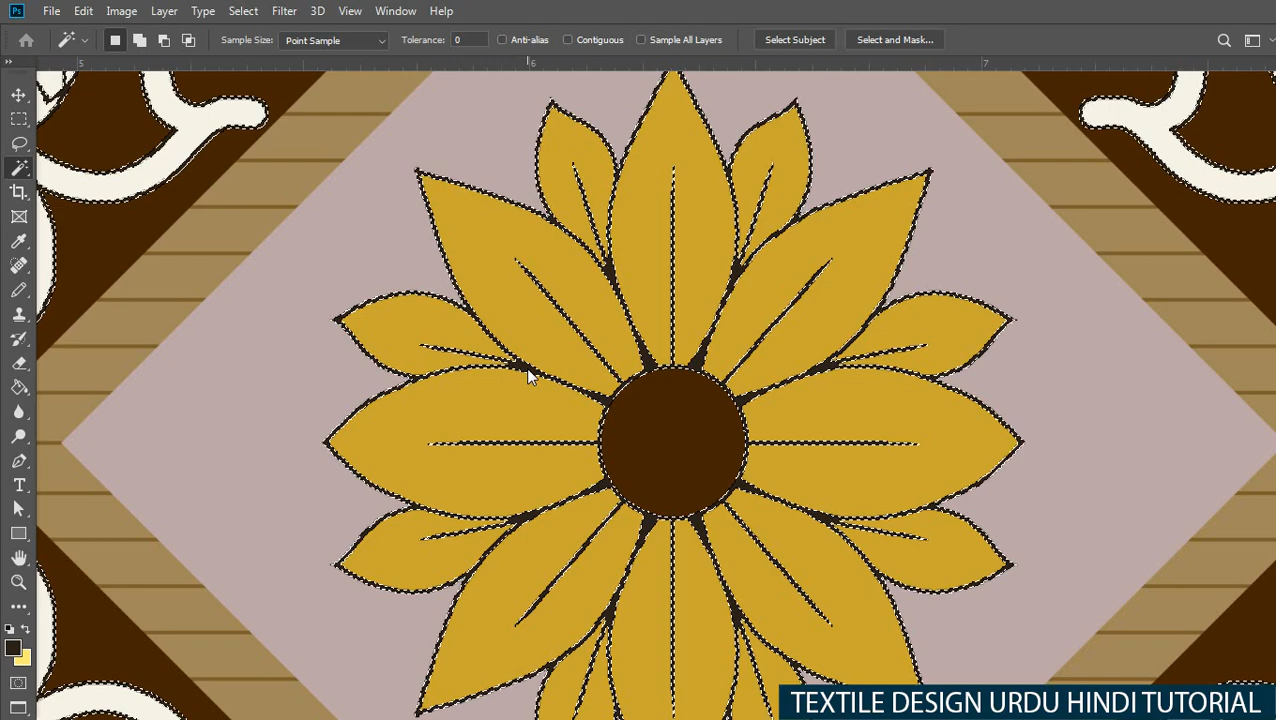 Ps File Edit Image Layer Type Select Filter 3D View Window Help
Sample Size: Point Sample Tolerance: 0 Anti-alias Contiguous Sample All Layers Select Subject Select and Mask...
5 6 7
TEXTILE DESIGN URDU HINDI TUTORIAL